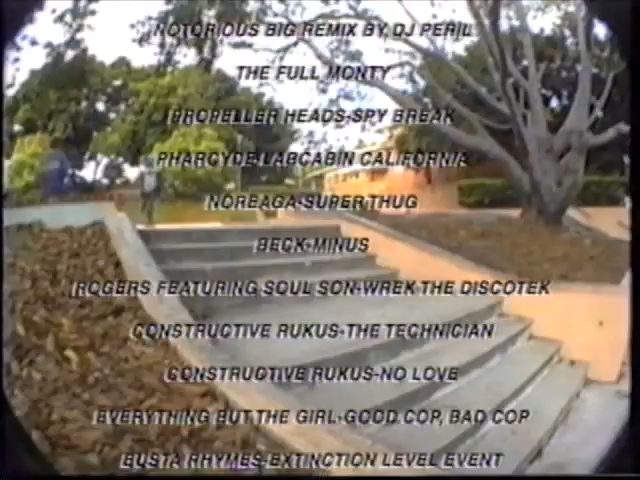 NOTORIOUS BIG REMIX BY DJ PERIL
THE FULL MONTY
PROPELLER HEADS-SPY BREAK
PHARCYDE-LABCABIN CALIFORNIA
NOREAGA-SUPER THUG
BECK-MINUS
ROGERS FEATURING SOUL SON-WREK THE DISCOTEK
CONSTRUCTIVE RUKUS-THE TECHNICIAN
CONSTRUCTIVE RUKUS-NO LOVE
EVERYTHING BUT THE GIRL-GOOD COP, BAD COP
BUSTA RHYMES-EXTINCTION LEVEL EVENT